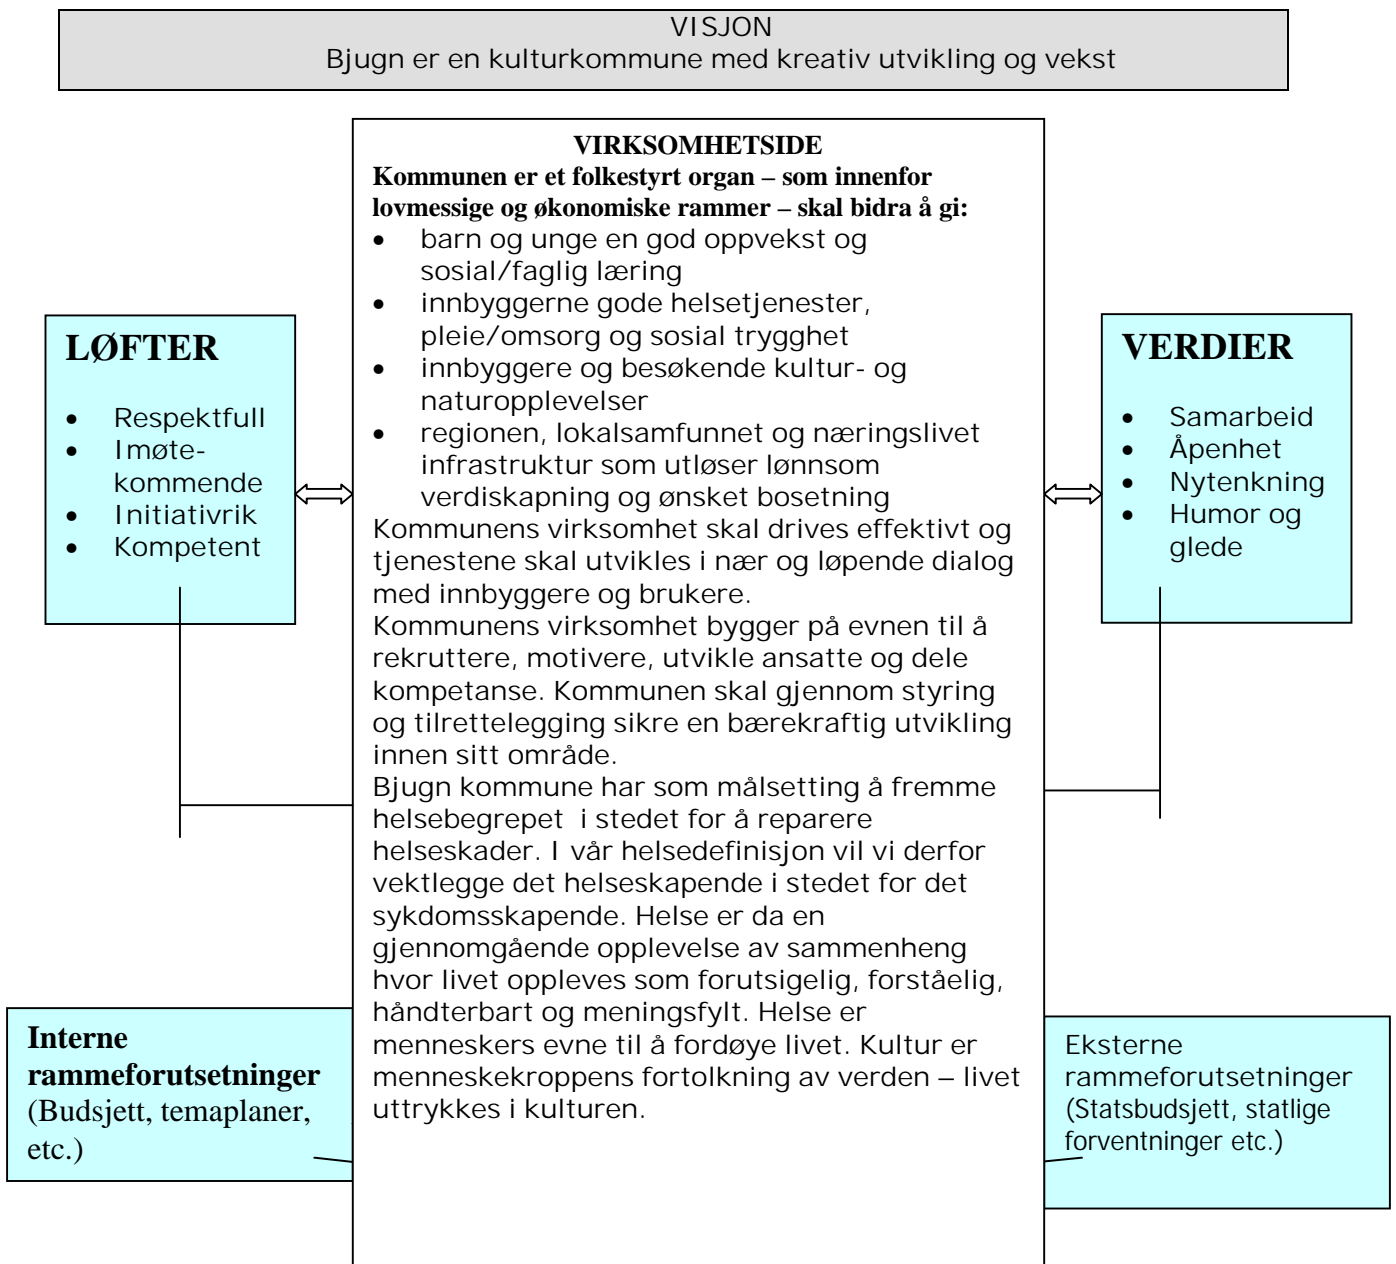 VISJON
Bjugn er en kulturkommune med kreativ utvikling og vekst
VIRKSOMHETSIDE
Kommunen er et folkestyrt organ – som innenfor
lovmessige og økonomiske rammer – skal bidra å gi:
• barn og unge en god oppvekst og
sosial/faglig læring
• innbyggerne gode helsetjenester,
pleie/omsorg og sosial trygghet
• innbyggere og besøkende kultur- og
naturopplevelser
• regionen, lokalsamfunnet og næringslivet
infrastruktur som utløser lønnsom
verdiskapning og ønsket bosetning
Kommunens virksomhet skal drives effektivt og
tjenestene skal utvikles i nær og løpende dialog
med innbyggere og brukere.
Kommunens virksomhet bygger på evnen til å
rekruttere, motivere, utvikle ansatte og dele
kompetanse. Kommunen skal gjennom styring
og tilrettelegging sikre en bærekraftig utvikling
innen sitt område.
Bjugn kommune har som målsetting å fremme
helsebegrepet i stedet for å reparere
helseskader. I vår helsedefinisjon vil vi derfor
vektlegge det helseskapende i stedet for det
sykdomsskapende. Helse er da en
gjennomgående opplevelse av sammenheng
hvor livet oppleves som forutsigelig, forståelig,
håndterbart og meningsfylt. Helse er
menneskers evne til å fordøye livet. Kultur er
menneskekroppens fortolkning av verden – livet
uttrykkes i kulturen.
LØFTER
• Respektfull
• Imøte-
kommende
• Initiativrik
• Kompetent
VERDIER
• Samarbeid
• Åpenhet
• Nytenkning
• Humor og
glede
Interne
rammeforutsetninger
(Budsjett, temaplaner,
etc.)
Eksterne
rammeforutsetninger
(Statsbudsjett, statlige
forventninger etc.)